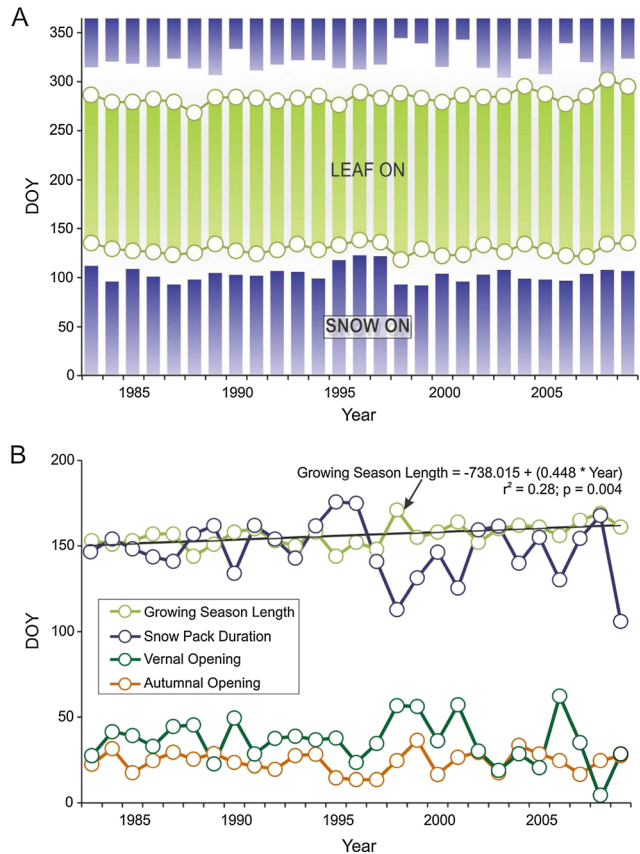 A
350
300
250
200
150
100
50
0
DOY
LEAF ON
SNOW ON
1985
1990
1995
2000
2005
Year
B
200
150
100
50
0
DOY
Growing Season Length = -738.015 + (0.448 * Year)
r² = 0.28; p = 0.004
Growing Season Length
Snow Pack Duration
Vernal Opening
Autumnal Opening
1985
1990
1995
2000
2005
Year